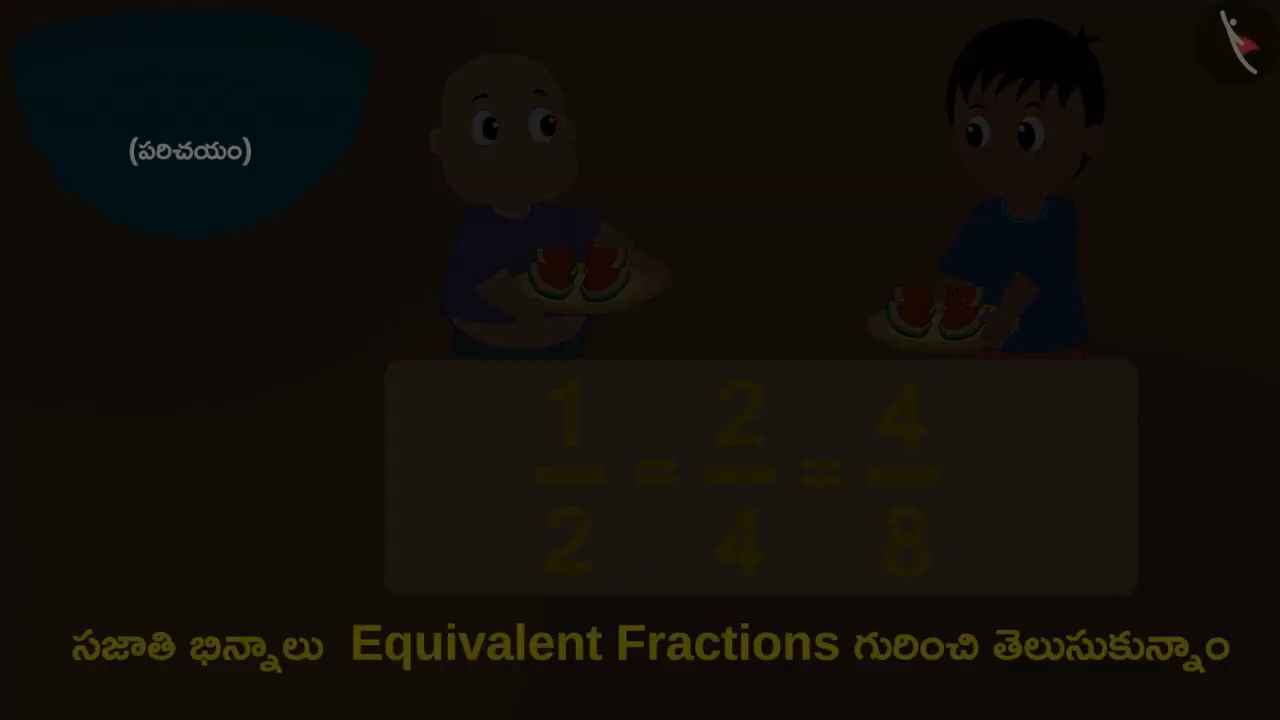 (పరిచయం)
1/2 = 2/4 = 4/8
సజాతి భిన్నాలు Equivalent Fractions గురించి తెలుసుకున్నాం